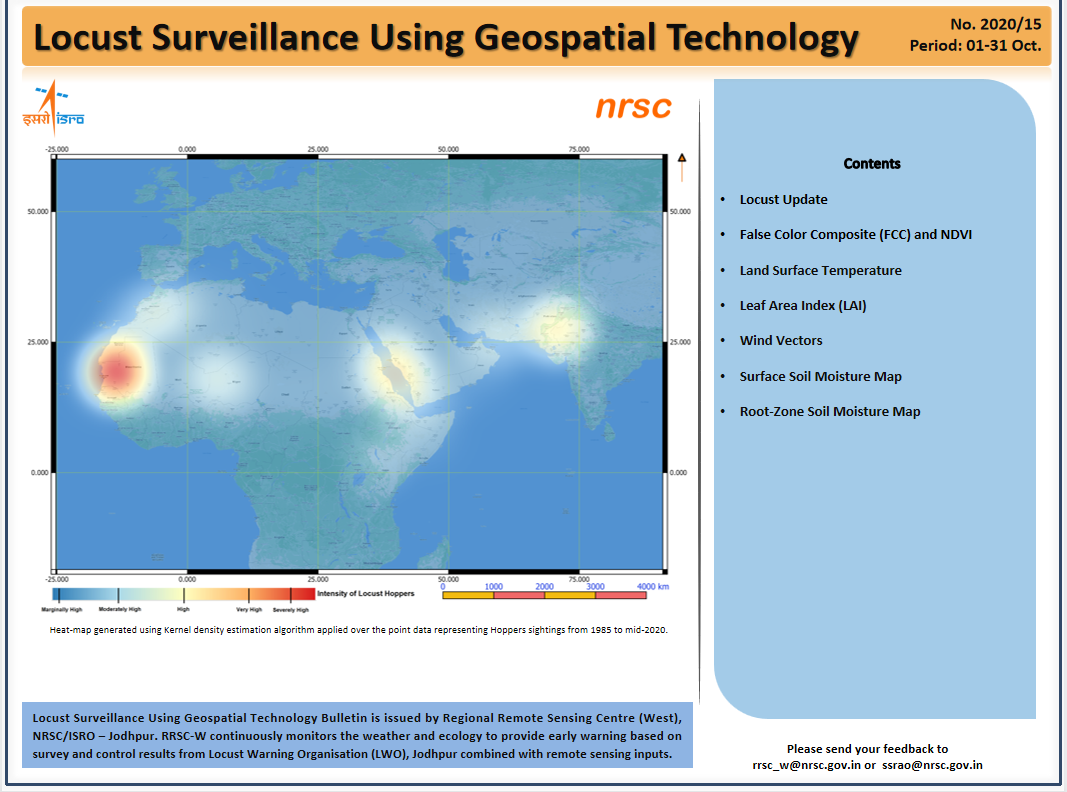 Locust Surveillance Using Geospatial Technology
No. 2020/15
Period: 01-31 Oct.
इसरो isro
nrsc
-25.000 0.000 25.000 50.000 75.000
50.000 50.000
25.000 25.000
0.000 0.000
-25.000 0.000 25.000 50.000 75.000
Intensity of Locust Hoppers
Marginally High Moderately High High Very High Severely High
0 1000 2000 3000 4000 km
Heat-map generated using Kernel density estimation algorithm applied over the point data representing Hoppers sightings from 1985 to mid-2020.
Locust Surveillance Using Geospatial Technology Bulletin is issued by Regional Remote Sensing Centre (West),
NRSC/ISRO – Jodhpur. RRSC-W continuously monitors the weather and ecology to provide early warning based on
survey and control results from Locust Warning Organisation (LWO), Jodhpur combined with remote sensing inputs.
Contents
• Locust Update
• False Color Composite (FCC) and NDVI
• Land Surface Temperature
• Leaf Area Index (LAI)
• Wind Vectors
• Surface Soil Moisture Map
• Root-Zone Soil Moisture Map
Please send your feedback to
rrsc_w@nrsc.gov.in or ssrao@nrsc.gov.in